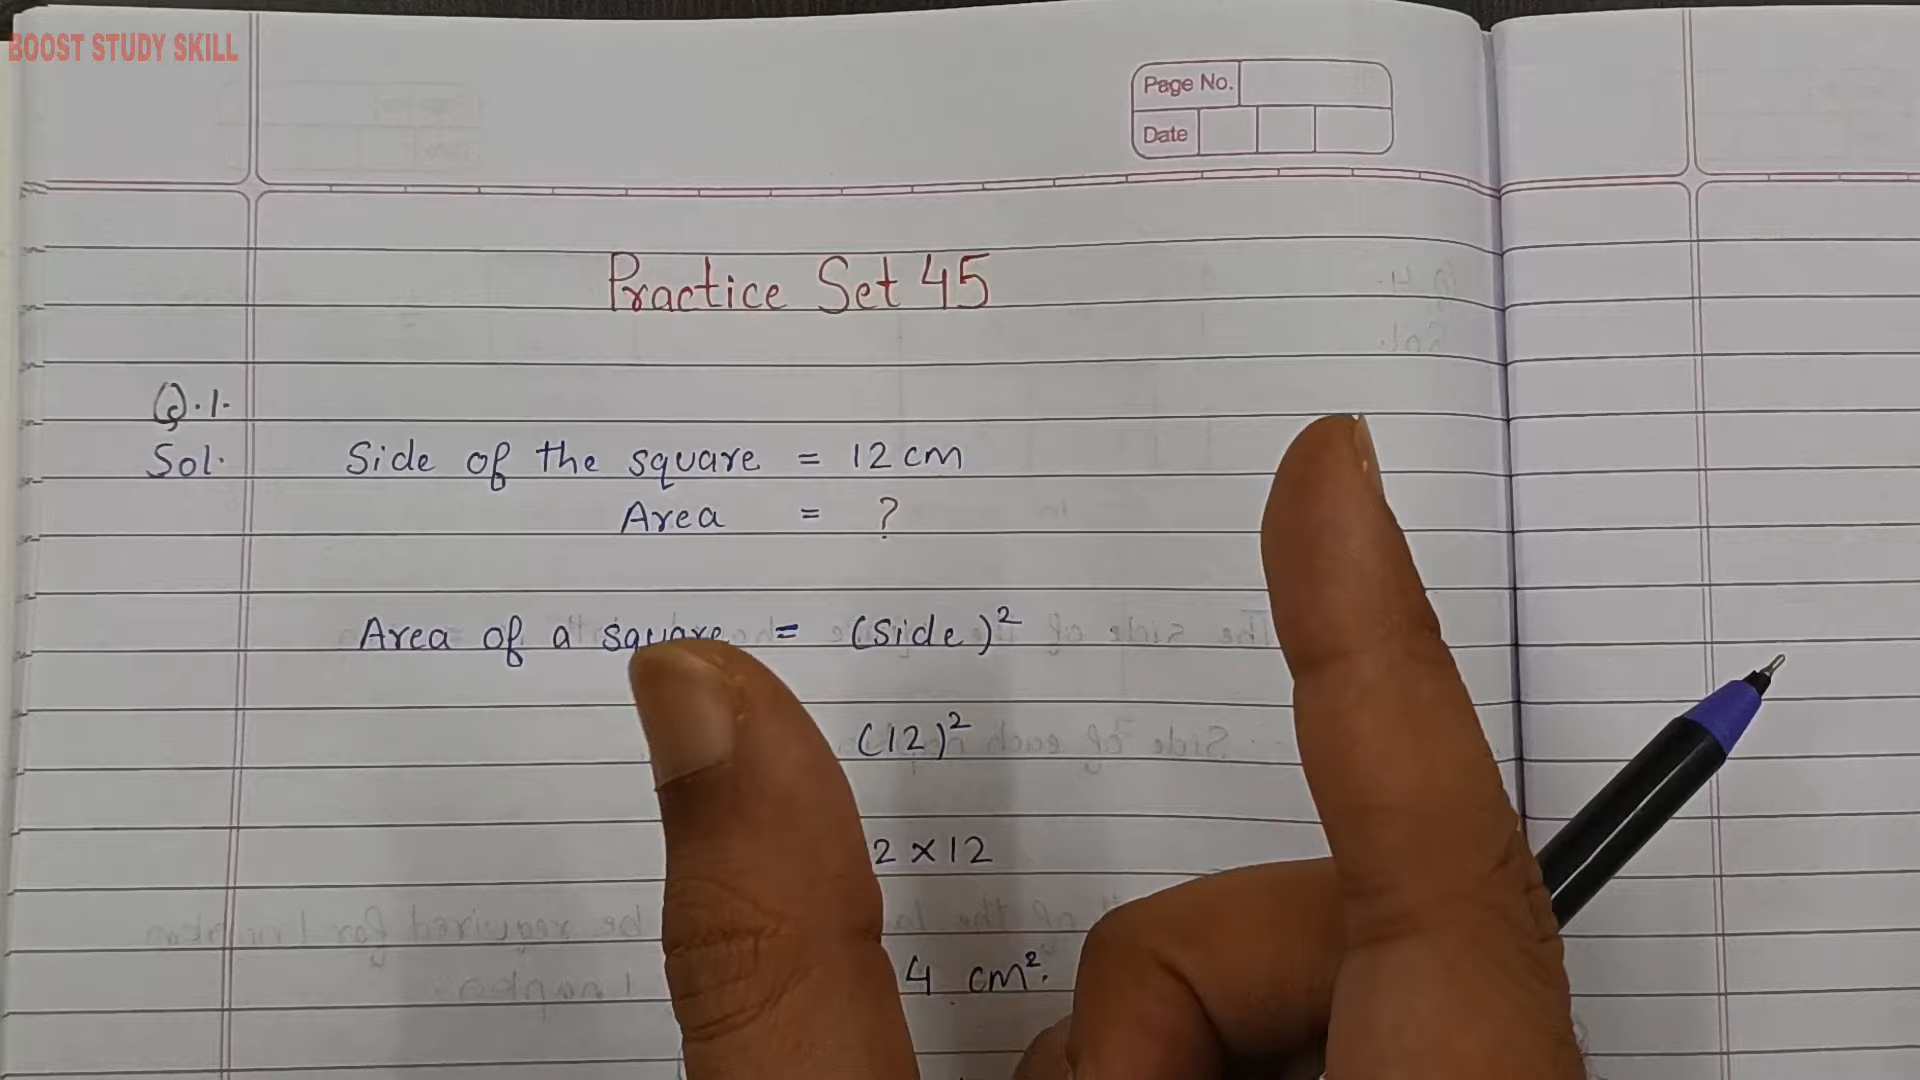 BOOST STUDY SKILL
Page No.
Date
Practice Set 45
Q.1.
Sol. Side of the square = 12 cm
Area = ?
Area of a square = (side)²
(12)²
2 × 12
4 cm².